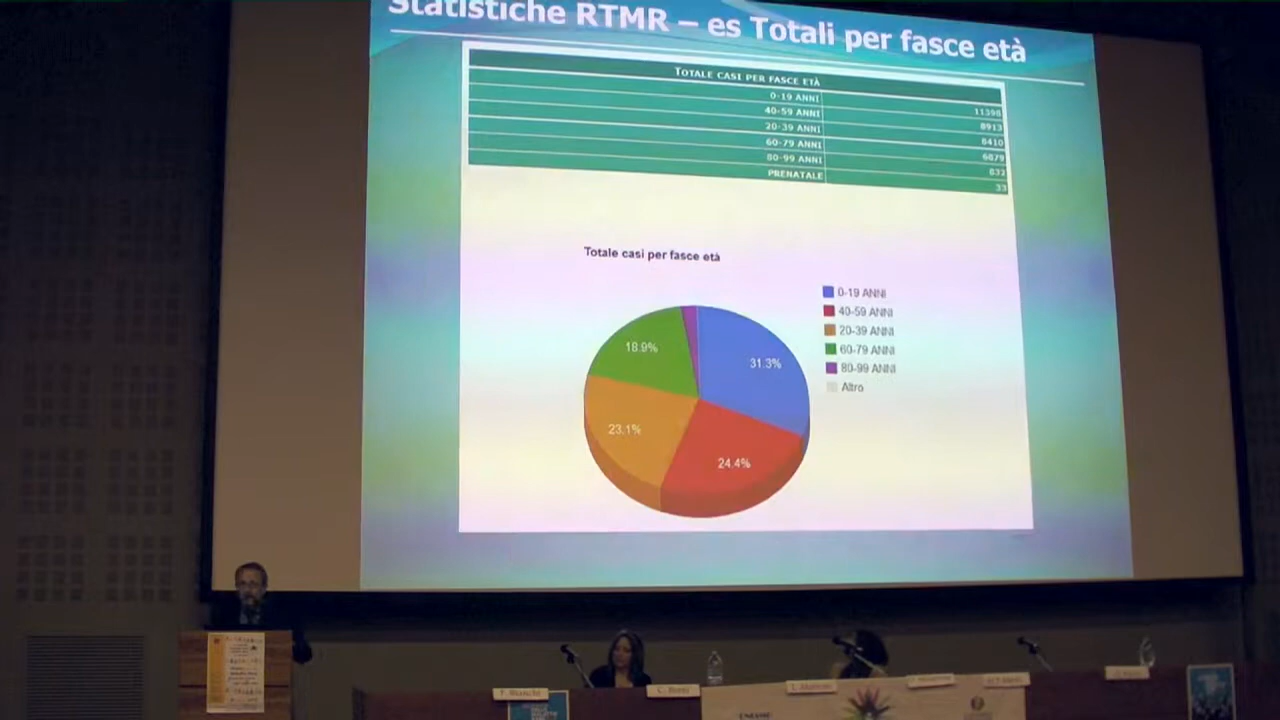 Statistiche RTMR – es Totali per fasce età
TOTALE CASI PER FASCE ETÀ
0-19 ANNI 11398
40-59 ANNI 8913
20-39 ANNI 8410
60-79 ANNI 6879
80-99 ANNI 832
PRENATALE 33
Totale casi per fasce età
0-19 ANNI
40-59 ANNI
20-39 ANNI
60-79 ANNI
80-99 ANNI
Altro
18.9%
31.3%
23.1%
24.4%
F. Bianchi